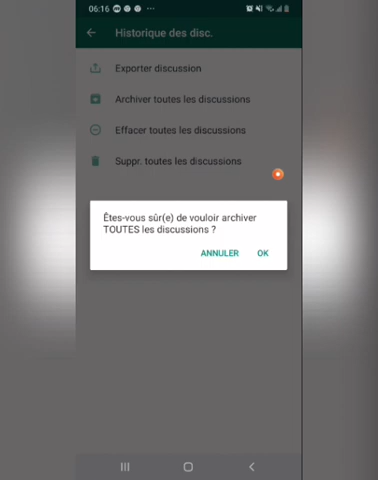 06:16
Historique des disc.
Exporter discussion
Archiver toutes les discussions
Effacer toutes les discussions
Suppr. toutes les discussions
Êtes-vous sûr(e) de vouloir archiver
TOUTES les discussions ?
ANNULER OK